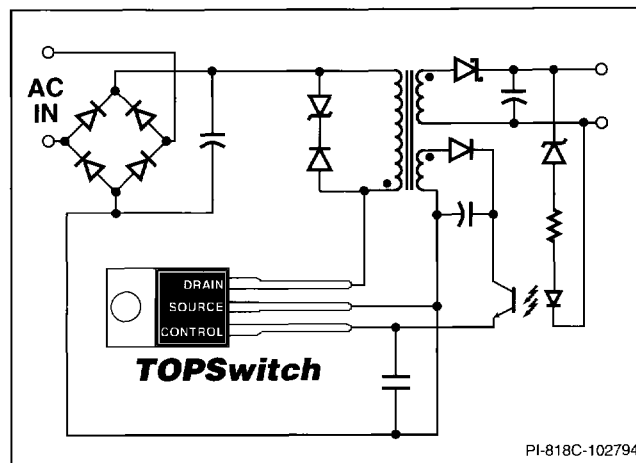 AC
IN
DRAIN
SOURCE
CONTROL
TOPSwitch
PI-818C-102794